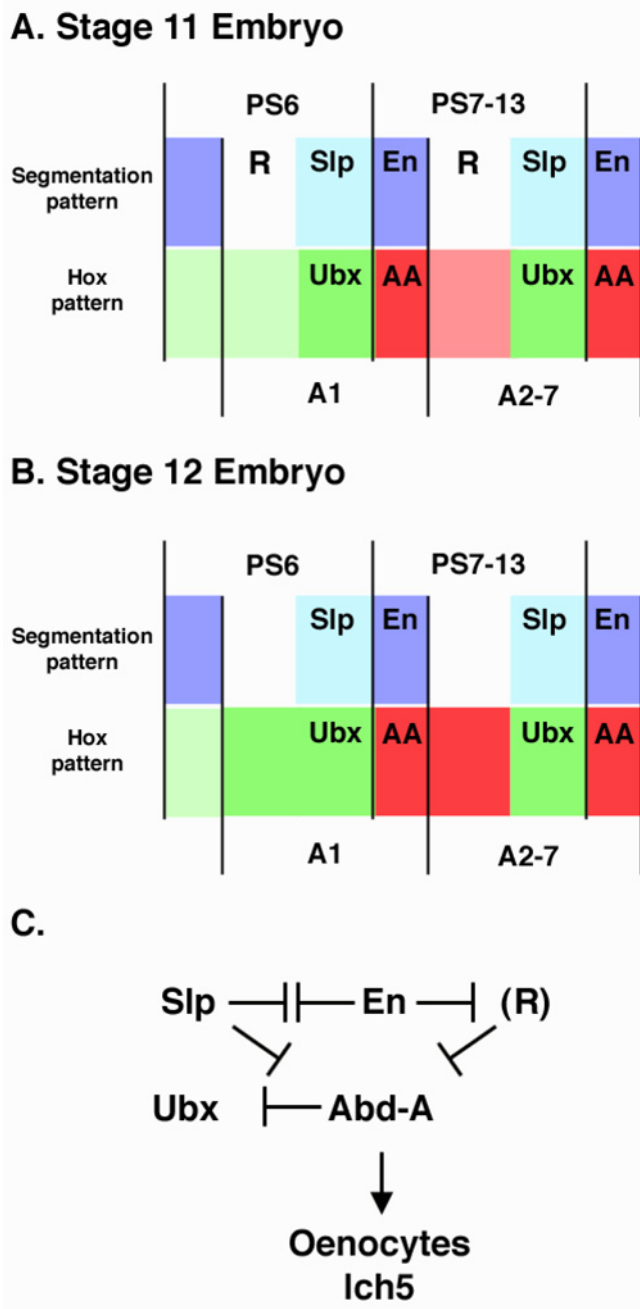 A. Stage 11 Embryo
PS6 PS7-13
Segmentation
pattern
R Slp En R Slp En
Hox
pattern
Ubx AA Ubx AA
A1 A2-7
B. Stage 12 Embryo
PS6 PS7-13
Segmentation
pattern
Slp En Slp En
Hox
pattern
Ubx AA Ubx AA
A1 A2-7
C.
Slp En (R)
Ubx Abd-A
Oenocytes
lch5